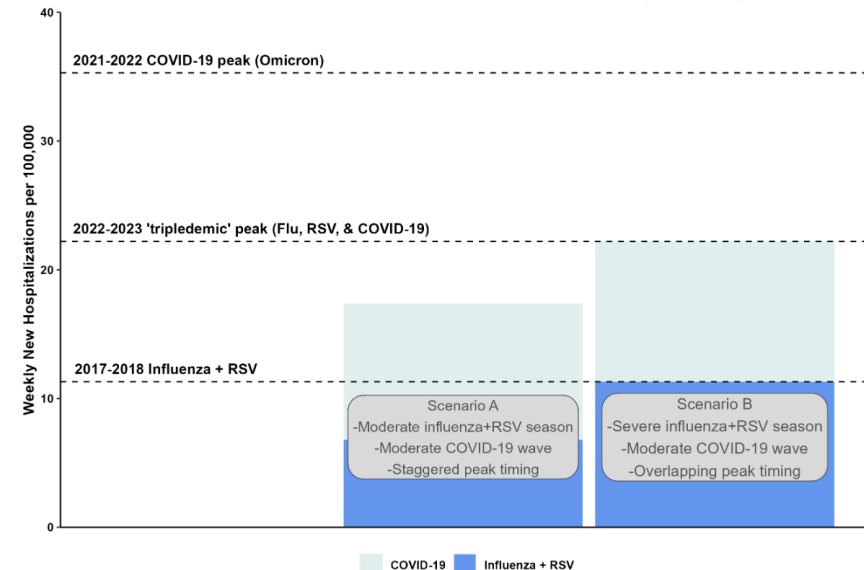 40
2021-2022 COVID-19 peak (Omicron)
30
Weekly New Hospitalizations per 100,000
2022-2023 'tripledemic' peak (Flu, RSV, & COVID-19)
20
2017-2018 Influenza + RSV
10
Scenario A
-Moderate influenza+RSV season
-Moderate COVID-19 wave
-Staggered peak timing
Scenario B
-Severe influenza+RSV season
-Moderate COVID-19 wave
-Overlapping peak timing
0
COVID-19
Influenza + RSV